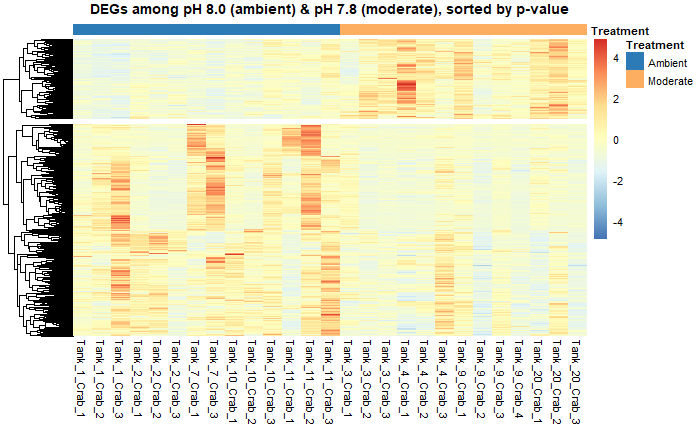 DEGs among pH 8.0 (ambient) & pH 7.8 (moderate), sorted by p-value
Treatment
Treatment
Ambient
Moderate
4
2
0
-2
-4
Tank_1_Crab_1
Tank_1_Crab_2
Tank_1_Crab_3
Tank_2_Crab_1
Tank_2_Crab_2
Tank_2_Crab_3
Tank_7_Crab_1
Tank_7_Crab_3
Tank_10_Crab_1
Tank_10_Crab_2
Tank_10_Crab_3
Tank_11_Crab_1
Tank_11_Crab_2
Tank_11_Crab_3
Tank_3_Crab_1
Tank_3_Crab_2
Tank_3_Crab_3
Tank_4_Crab_1
Tank_4_Crab_2
Tank_4_Crab_3
Tank_9_Crab_1
Tank_9_Crab_2
Tank_9_Crab_3
Tank_9_Crab_4
Tank_20_Crab_1
Tank_20_Crab_2
Tank_20_Crab_3